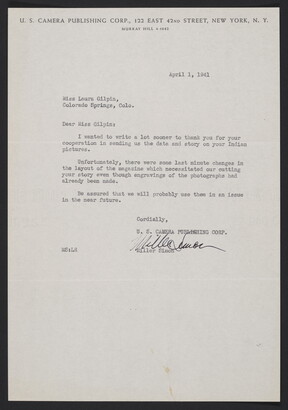 U. S. CAMERA PUBLISHING CORP., 122 EAST 42ND STREET, NEW YORK, N. Y.
MURRAY HILL
April 1, 1941
Miss Laura Gilpin,
Colorado Springs, Colo.
Dear Miss Gilpin:
I wanted to write a lot sooner to thank you for your
cooperation in sending us the data and story on your Indian
pictures.
Unfortunately, there were some last minute changes in
the layout of the magazine which necessitated our cutting
your story even though engravings of the photographs had
already been made.
Be assured that we will probably use them in an issue
in the near future.
Cordially,
U. S. CAMERA PUBLISHING CORP.